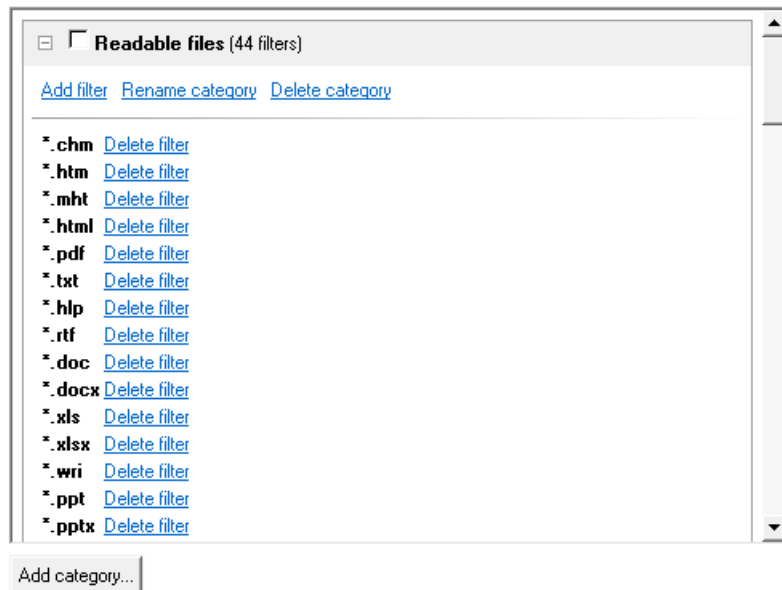 Readable files (44 filters)
Add filter Rename category Delete category
*.chm Delete filter
*.htm Delete filter
*.mht Delete filter
*.html Delete filter
*.pdf Delete filter
*.txt Delete filter
*.hlp Delete filter
*.rtf Delete filter
*.doc Delete filter
*.docx Delete filter
*.xls Delete filter
*.xlsx Delete filter
*.wri Delete filter
*.ppt Delete filter
*.pptx Delete filter
Add category...